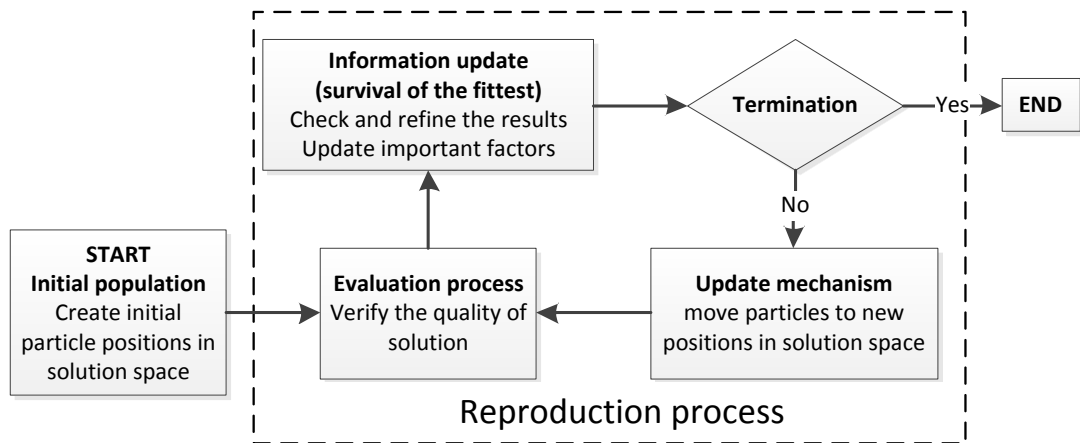 Information update
(survival of the fittest)
Check and refine the results
Update important factors
Termination
Yes
END
No
START
Initial population
Create initial
particle positions in
solution space
Evaluation process
Verify the quality of
solution
Update mechanism
move particles to new
positions in solution space
Reproduction process